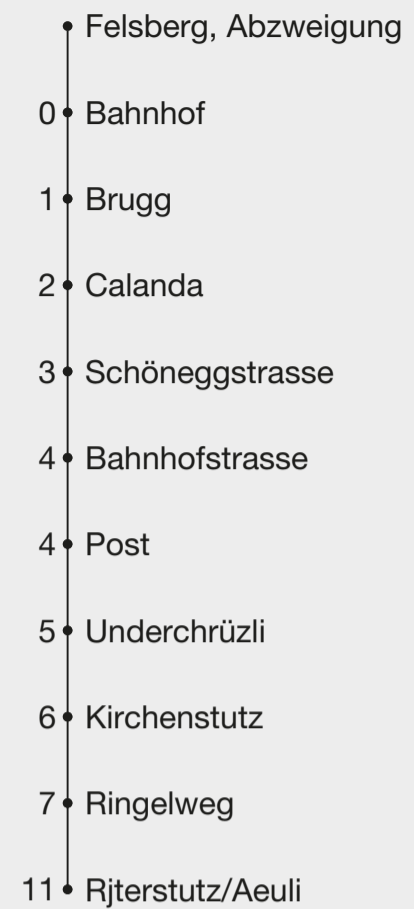 Felsberg, Abzweigung
0 Bahnhof
1 Brugg
2 Calanda
3 Schöneggstrasse
4 Bahnhofstrasse
4 Post
5 Underchrüzli
6 Kirchenstutz
7 Ringelweg
11 Rjterstutz/Aeuli